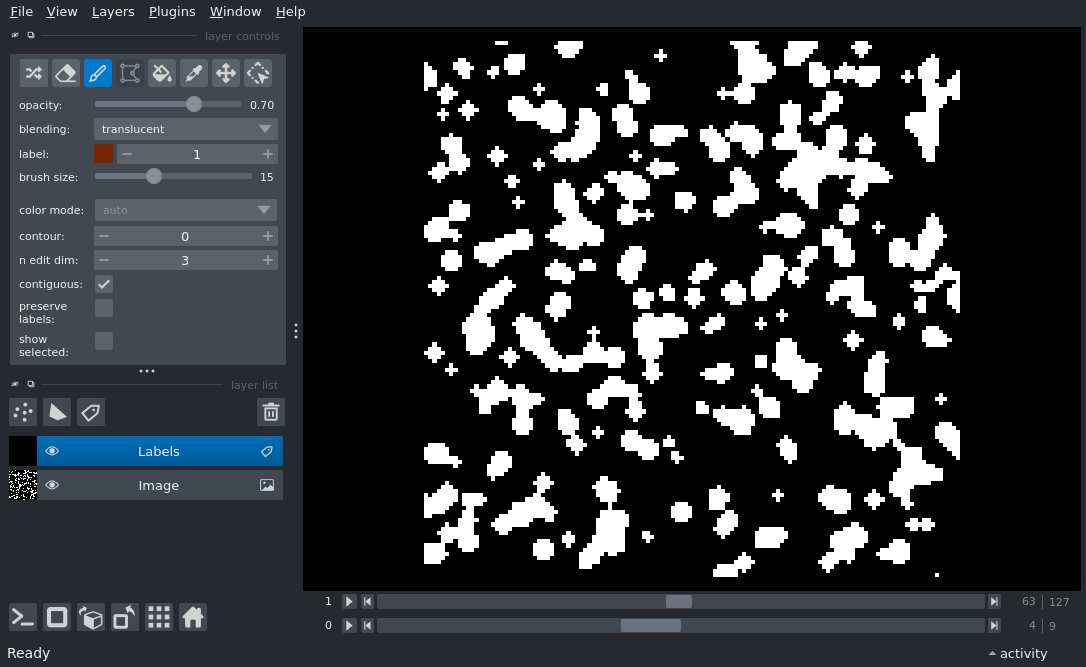 File View Layers Plugins Window Help
layer controls
opacity: 0.70
blending: translucent
label: 1
brush size: 15
color mode: auto
contour: 0
n edit dim: 3
contiguous:
preserve
labels:
show
selected:
layer list
Labels
Image
1 63 127
0 4 9
Ready activity